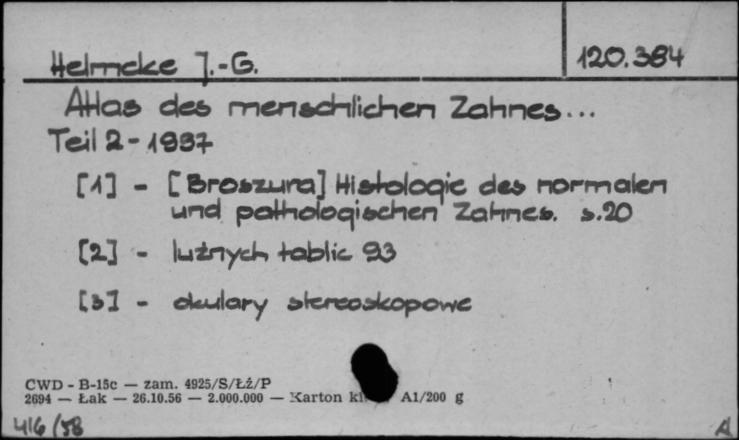 Helmcke J.-G.
120.384
Atlas des menschlichen Zahnes...
Teil 2 - 1937
[1] - [Broszura] Histologie des normalen
und pathologischen Zahnes. s.20
[2] - luźnych tablic 93
[3] - okulary stereoskopowe
CWD - B-15c — zam. 4925/S/Łź/P
2694 — Łak — 26.10.56 — 2.000.000 — Karton A1/200 g
416/58
A